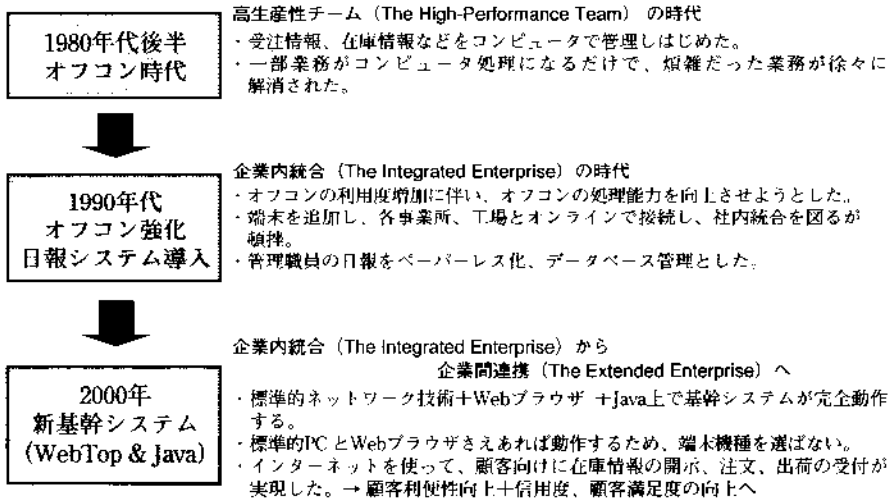 高生産性チーム（The High-Performance Team）の時代
1980年代後半
オフコン時代
・受注情報、在庫情報などをコンピュータで管理しはじめた。
・一部業務がコンピュータ処理になるだけで、煩雑だった業務が徐々に
解消された。
企業内統合（The Integrated Enterprise）の時代
1990年代
オフコン強化
日報システム導入
・オフコンの利用度増加に伴い、オフコンの処理能力を向上させようとした。
・端末を追加し、各事業所、工場とオンラインで接続し、社内統合を図るが
頓挫。
・管理職員の日報をペーパーレス化、データベース管理とした。
企業内統合（The Integrated Enterprise）から
企業間連携（The Extended Enterprise）へ
2000年
新基幹システム
(WebTop & Java)
・標準的ネットワーク技術＋Webブラウザ ＋Java上で基幹システムが完全動作
する。
・標準的PCとWebブラウザさえあれば動作するため、端末機種を選ばない。
・インターネットを使って、顧客向けに在庫情報の開示、注文、出荷の受付が
実現した。→ 顧客利便性向上＋信用度、顧客満足度の向上へ